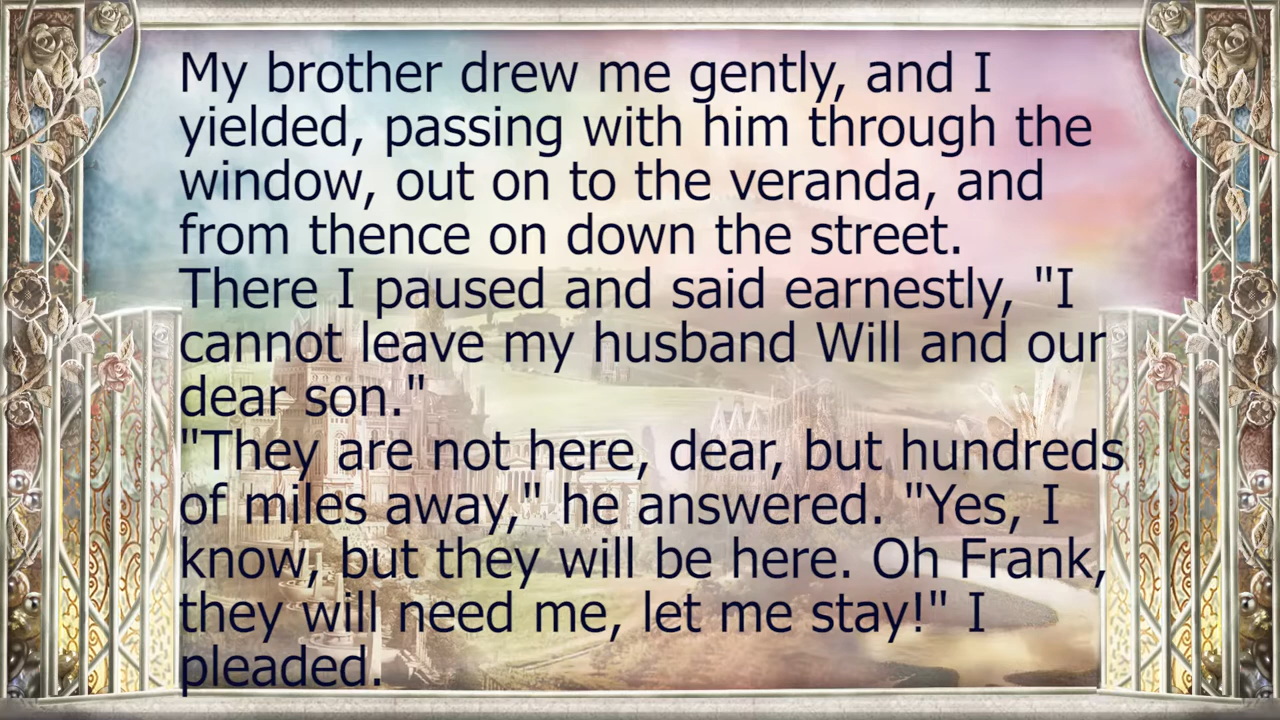 My brother drew me gently, and I
yielded, passing with him through the
window, out on to the veranda, and
from thence on down the street.
There I paused and said earnestly, "I
cannot leave my husband Will and our
dear son."
"They are not here, dear, but hundreds
of miles away," he answered. "Yes, I
know, but they will be here. Oh Frank,
they will need me, let me stay!" I
pleaded.